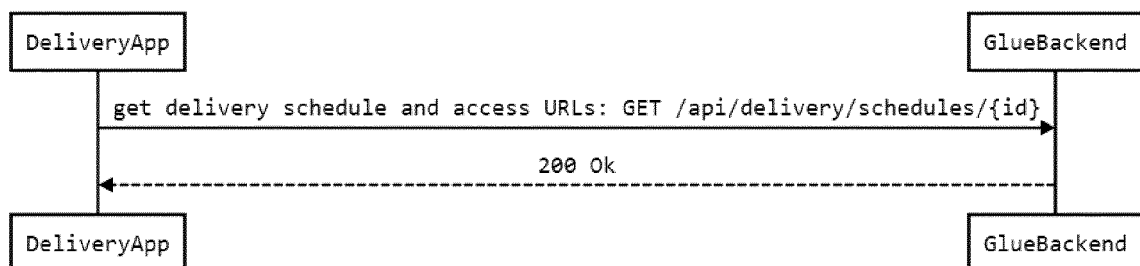 DeliveryApp
GlueBackend
get delivery schedule and access URLs: GET /api/delivery/schedules/{id}
200 Ok
DeliveryApp
GlueBackend